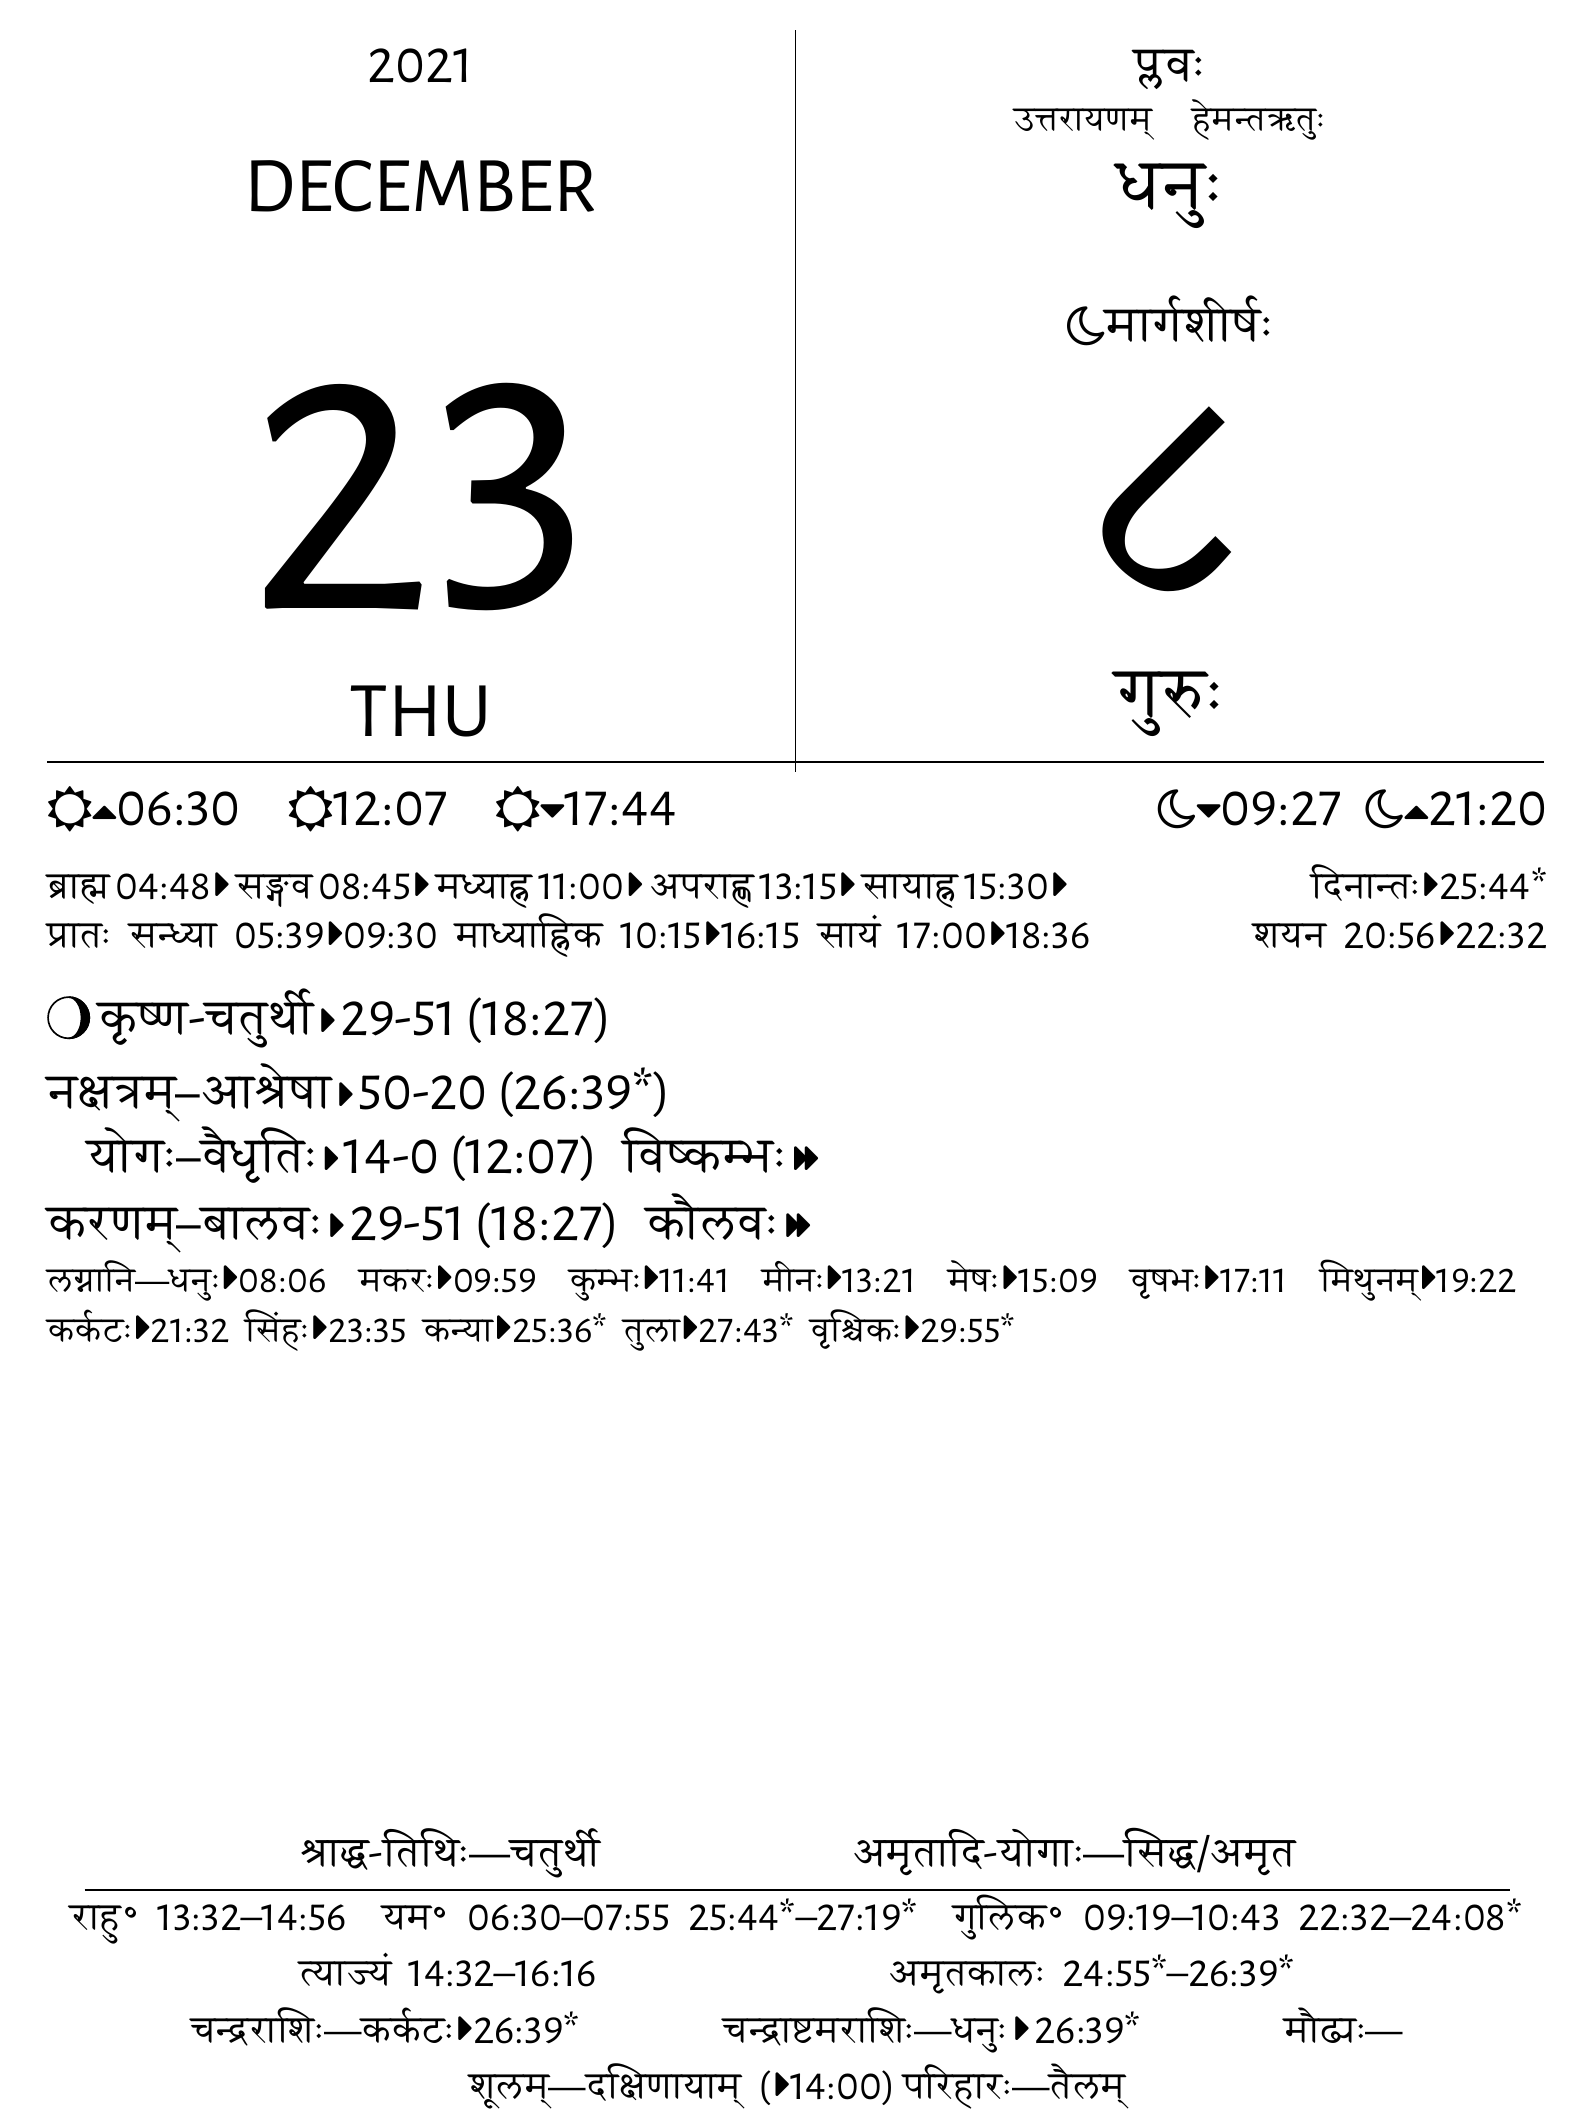 2021
DECEMBER
23
THU
प्लवः
उत्तरायणम् हेमन्तऋतुः
धनुः
मार्गशीर्षः
८
गुरुः
06:30 12:07 17:44 09:27 21:20
ब्राह्म 04:48 सङ्गव 08:45 मध्याह्न 11:00 अपराह्ण 13:15 सायाह्न 15:30 दिनान्तः 25:44*
प्रातः सन्ध्या 05:39 09:30 माध्याह्निक 10:15 16:15 सायं 17:00 18:36 शयन 20:56 22:32
कृष्ण-चतुर्थी 29-51 (18:27)
नक्षत्रम्–आश्रेषा 50-20 (26:39*)
योगः–वैधृतिः 14-0 (12:07) विष्कम्भः
करणम्–बालवः 29-51 (18:27) कौलवः
लग्नानि—धनुः 08:06 मकरः 09:59 कुम्भः 11:41 मीनः 13:21 मेषः 15:09 वृषभः 17:11 मिथुनम् 19:22
कर्कटः 21:32 सिंहः 23:35 कन्या 25:36* तुला 27:43* वृश्चिकः 29:55*
श्राद्ध-तिथिः—चतुर्थी अमृतादि-योगाः—सिद्ध/अमृत
राहु॰ 13:32–14:56 यम॰ 06:30–07:55 25:44*–27:19* गुलिक॰ 09:19–10:43 22:32–24:08*
त्याज्यं 14:32–16:16 अमृतकालः 24:55*–26:39*
चन्द्रराशिः—कर्कटः 26:39* चन्द्राष्टमराशिः—धनुः 26:39* मौढ्यः—
शूलम्—दक्षिणायाम् (14:00) परिहारः—तैलम्